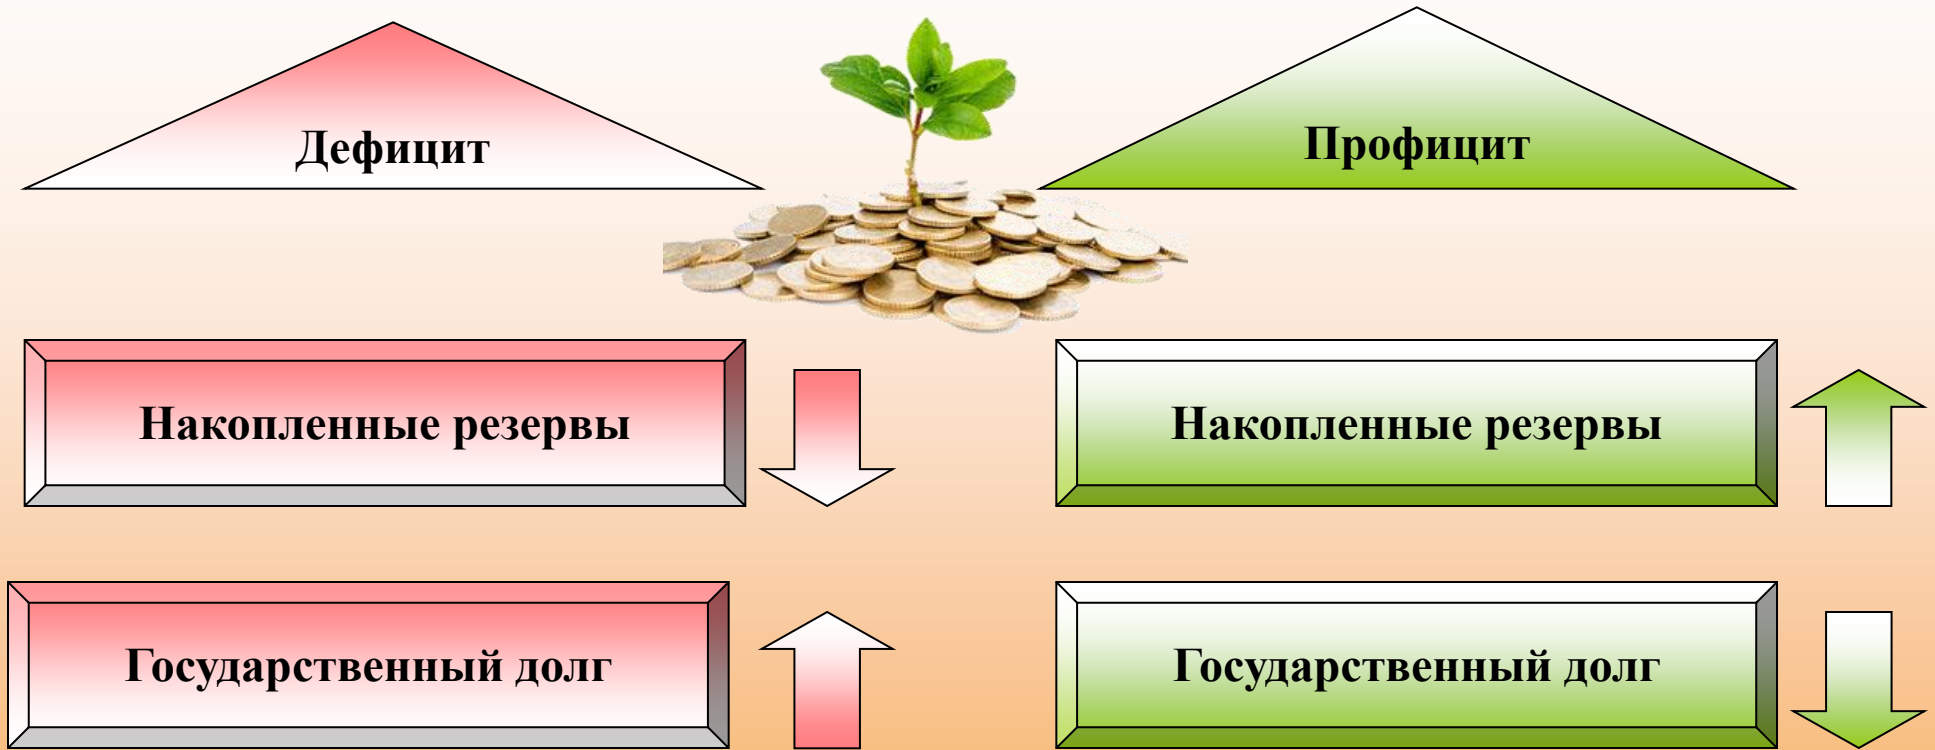 Дефицит
Профицит
Накопленные резервы
Накопленные резервы
Государственный долг
Государственный долг